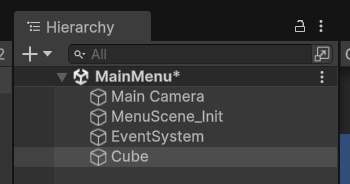 Hierarchy
All
MainMenu*
Main Camera
MenuScene_Init
EventSystem
Cube